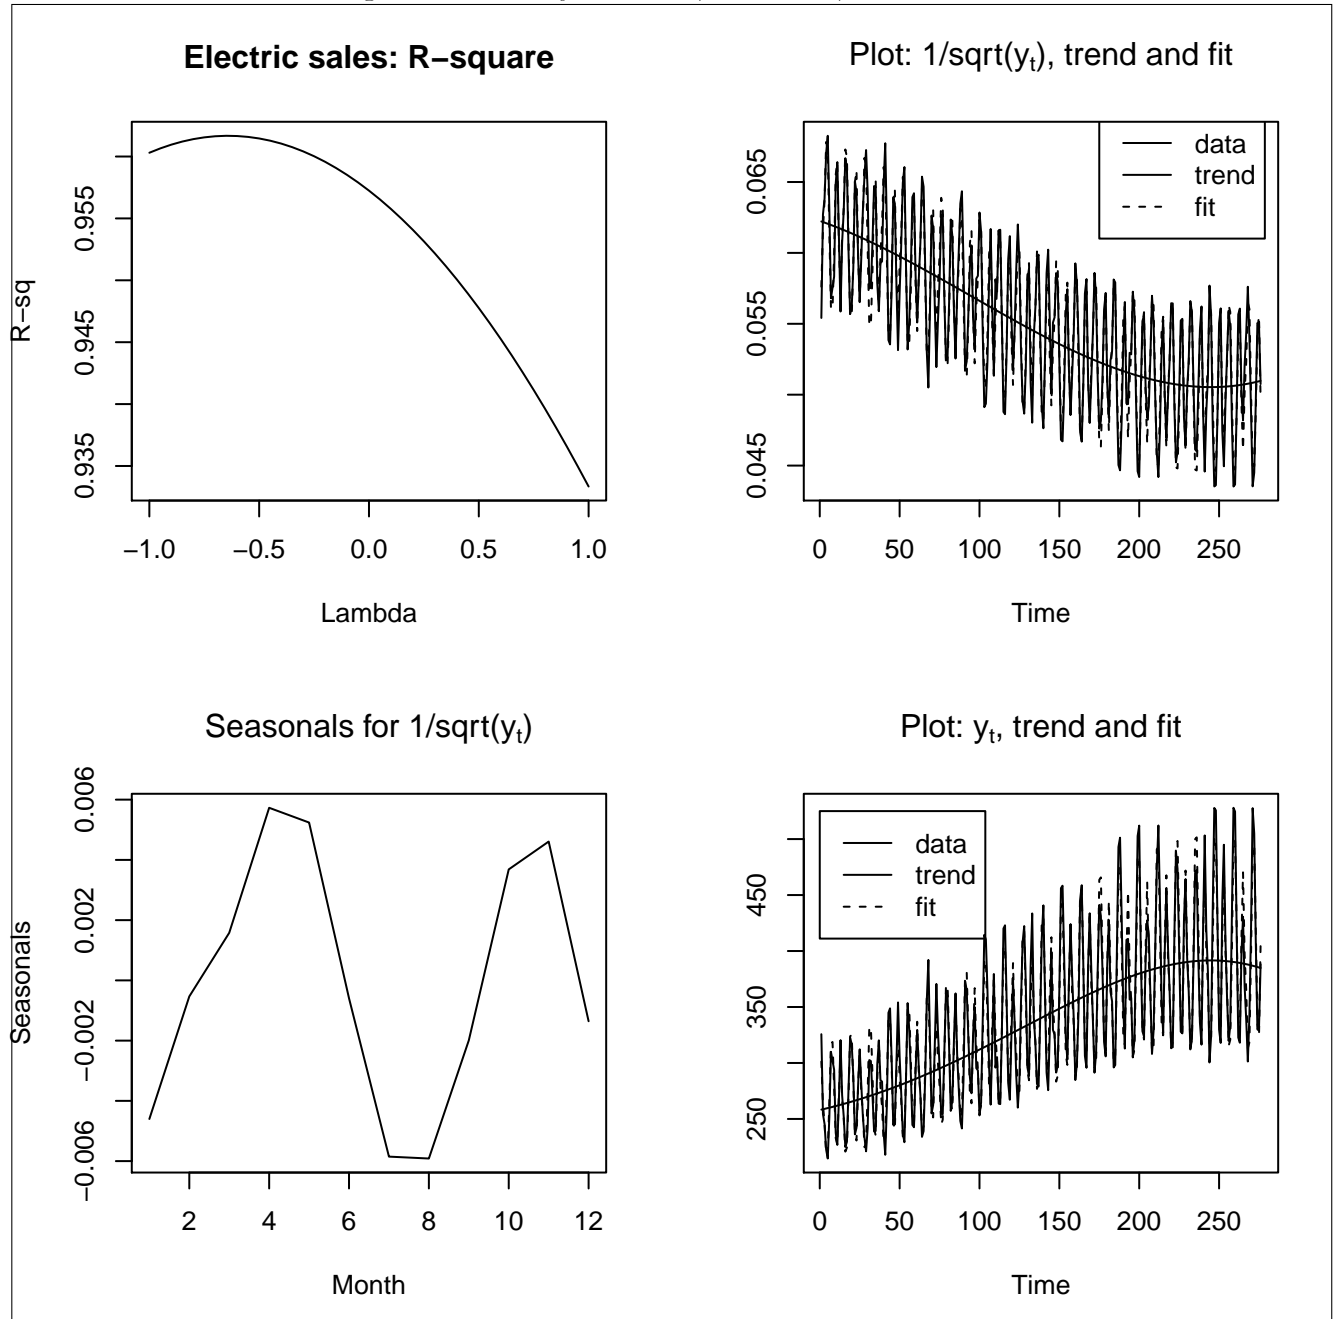 Electric sales: R−square
R−sq
0.955
0.945
0.935
−1.0 −0.5 0.0 0.5 1.0
Lambda
Plot: 1/sqrt(yt), trend and fit
data
trend
fit
0.065
0.055
0.045
0 50 100 150 200 250
Time
Seasonals for 1/sqrt(yt)
Seasonals
0.006
0.002
−0.002
−0.006
2 4 6 8 10 12
Month
Plot: yt, trend and fit
data
trend
fit
450
350
250
0 50 100 150 200 250
Time